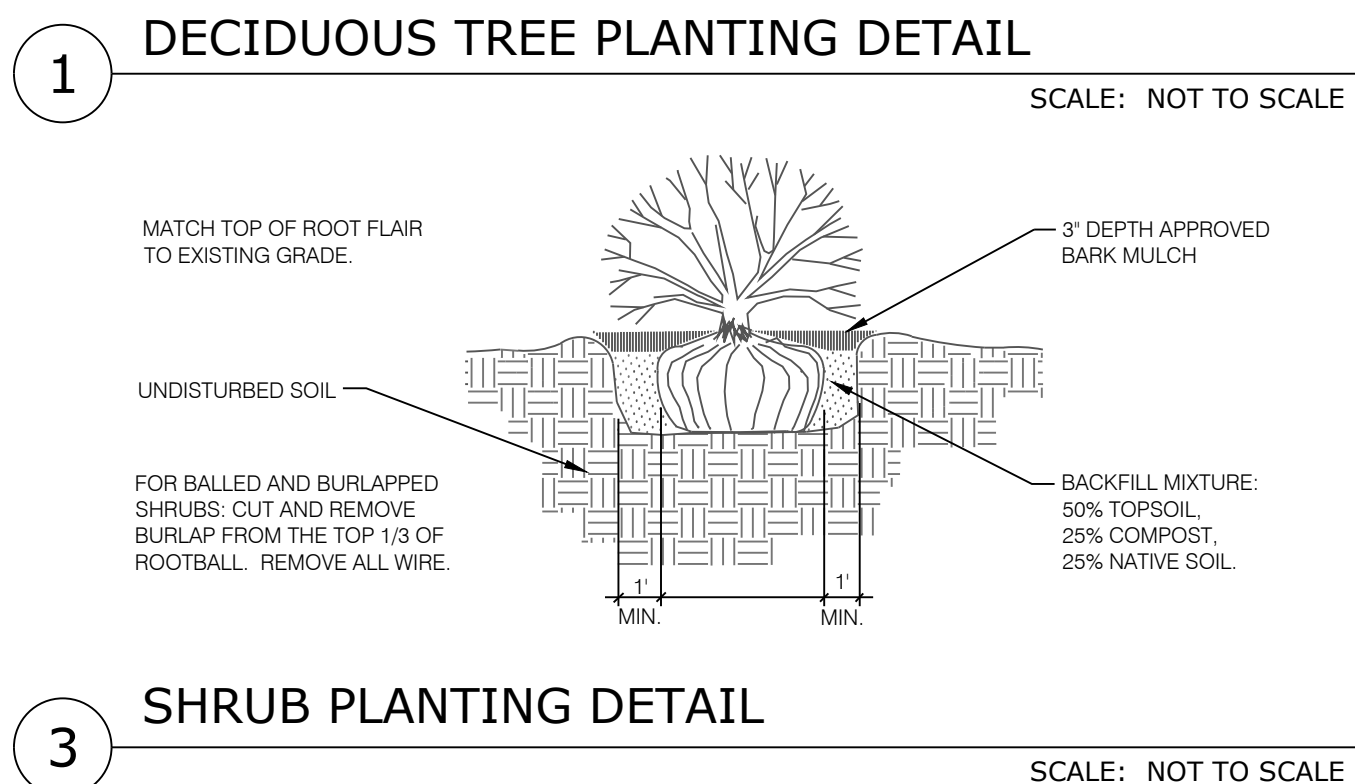 1
DECIDUOUS TREE PLANTING DETAIL
SCALE: NOT TO SCALE
MATCH TOP OF ROOT FLAIR
TO EXISTING GRADE.
3" DEPTH APPROVED
BARK MULCH
UNDISTURBED SOIL
FOR BALLED AND BURLAPPED
SHRUBS: CUT AND REMOVE
BURLAP FROM THE TOP 1/3 OF
ROOTBALL. REMOVE ALL WIRE.
BACKFILL MIXTURE:
50% TOPSOIL,
25% COMPOST,
25% NATIVE SOIL.
1'
MIN.
1'
MIN.
3
SHRUB PLANTING DETAIL
SCALE: NOT TO SCALE